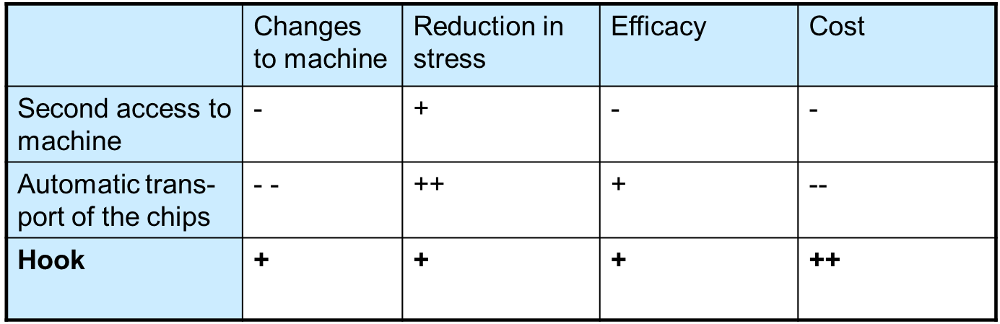 Changes
to machine
Reduction in
stress
Efficacy
Cost
Second access to
machine
-
+
-
-
Automatic trans-
port of the chips
- -
++
+
--
Hook
+
+
+
++